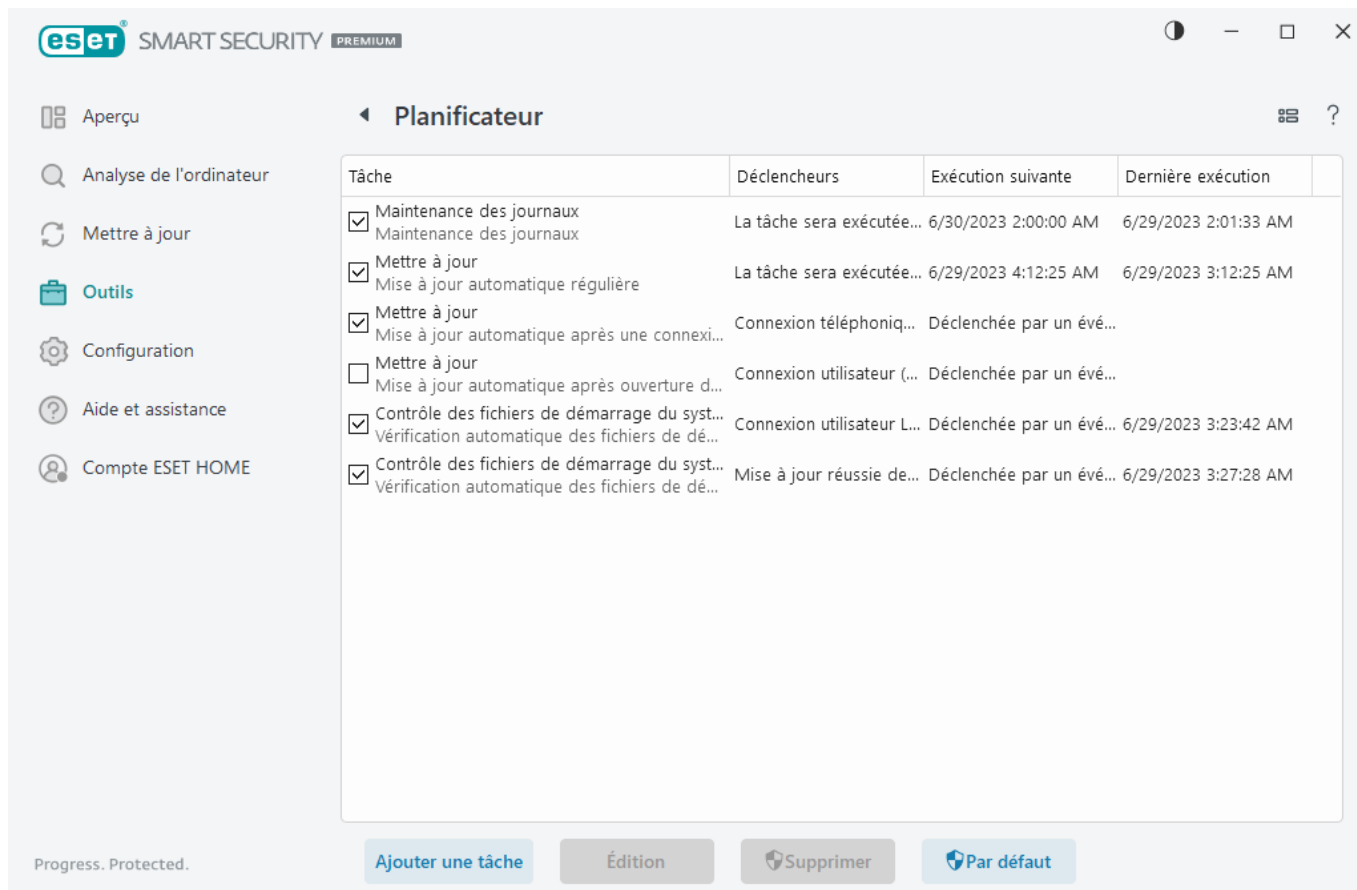 eset® SMART SECURITY PREMIUM
Aperçu
Analyse de l'ordinateur
Mettre à jour
Outils
Configuration
Aide et assistance
Compte ESET HOME
Progress. Protected.
Planificateur
?
Tâche Déclencheurs Exécution suivante Dernière exécution
Maintenance des journaux
Maintenance des journaux
La tâche sera exécutée... 6/30/2023 2:00:00 AM 6/29/2023 2:01:33 AM
Mettre à jour
Mise à jour automatique régulière
La tâche sera exécutée... 6/29/2023 4:12:25 AM 6/29/2023 3:12:25 AM
Mettre à jour
Mise à jour automatique après une connexi...
Connexion téléphoniq... Déclenchée par un évé...
Mettre à jour
Mise à jour automatique après ouverture d...
Connexion utilisateur (... Déclenchée par un évé...
Contrôle des fichiers de démarrage du syst...
Vérification automatique des fichiers de dé...
Connexion utilisateur L... Déclenchée par un évé... 6/29/2023 3:23:42 AM
Contrôle des fichiers de démarrage du syst...
Vérification automatique des fichiers de dé...
Mise à jour réussie de... Déclenchée par un évé... 6/29/2023 3:27:28 AM
Ajouter une tâche Édition Supprimer Par défaut